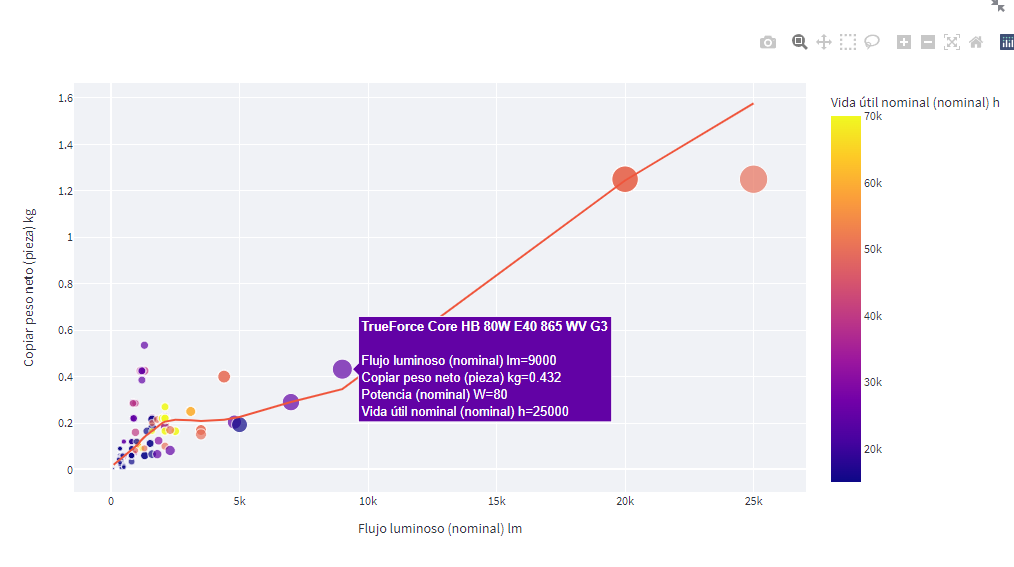 Vida útil nominal (nominal) h
70k
60k
50k
40k
30k
20k
Copiar peso neto (pieza) kg
1.6
1.4
1.2
1
0.8
0.6
0.4
0.2
0
TrueForce Core HB 80W E40 865 WV G3
Flujo luminoso (nominal) lm=9000
Copiar peso neto (pieza) kg=0.432
Potencia (nominal) W=80
Vida útil nominal (nominal) h=25000
0
5k
10k
15k
20k
25k
Flujo luminoso (nominal) lm